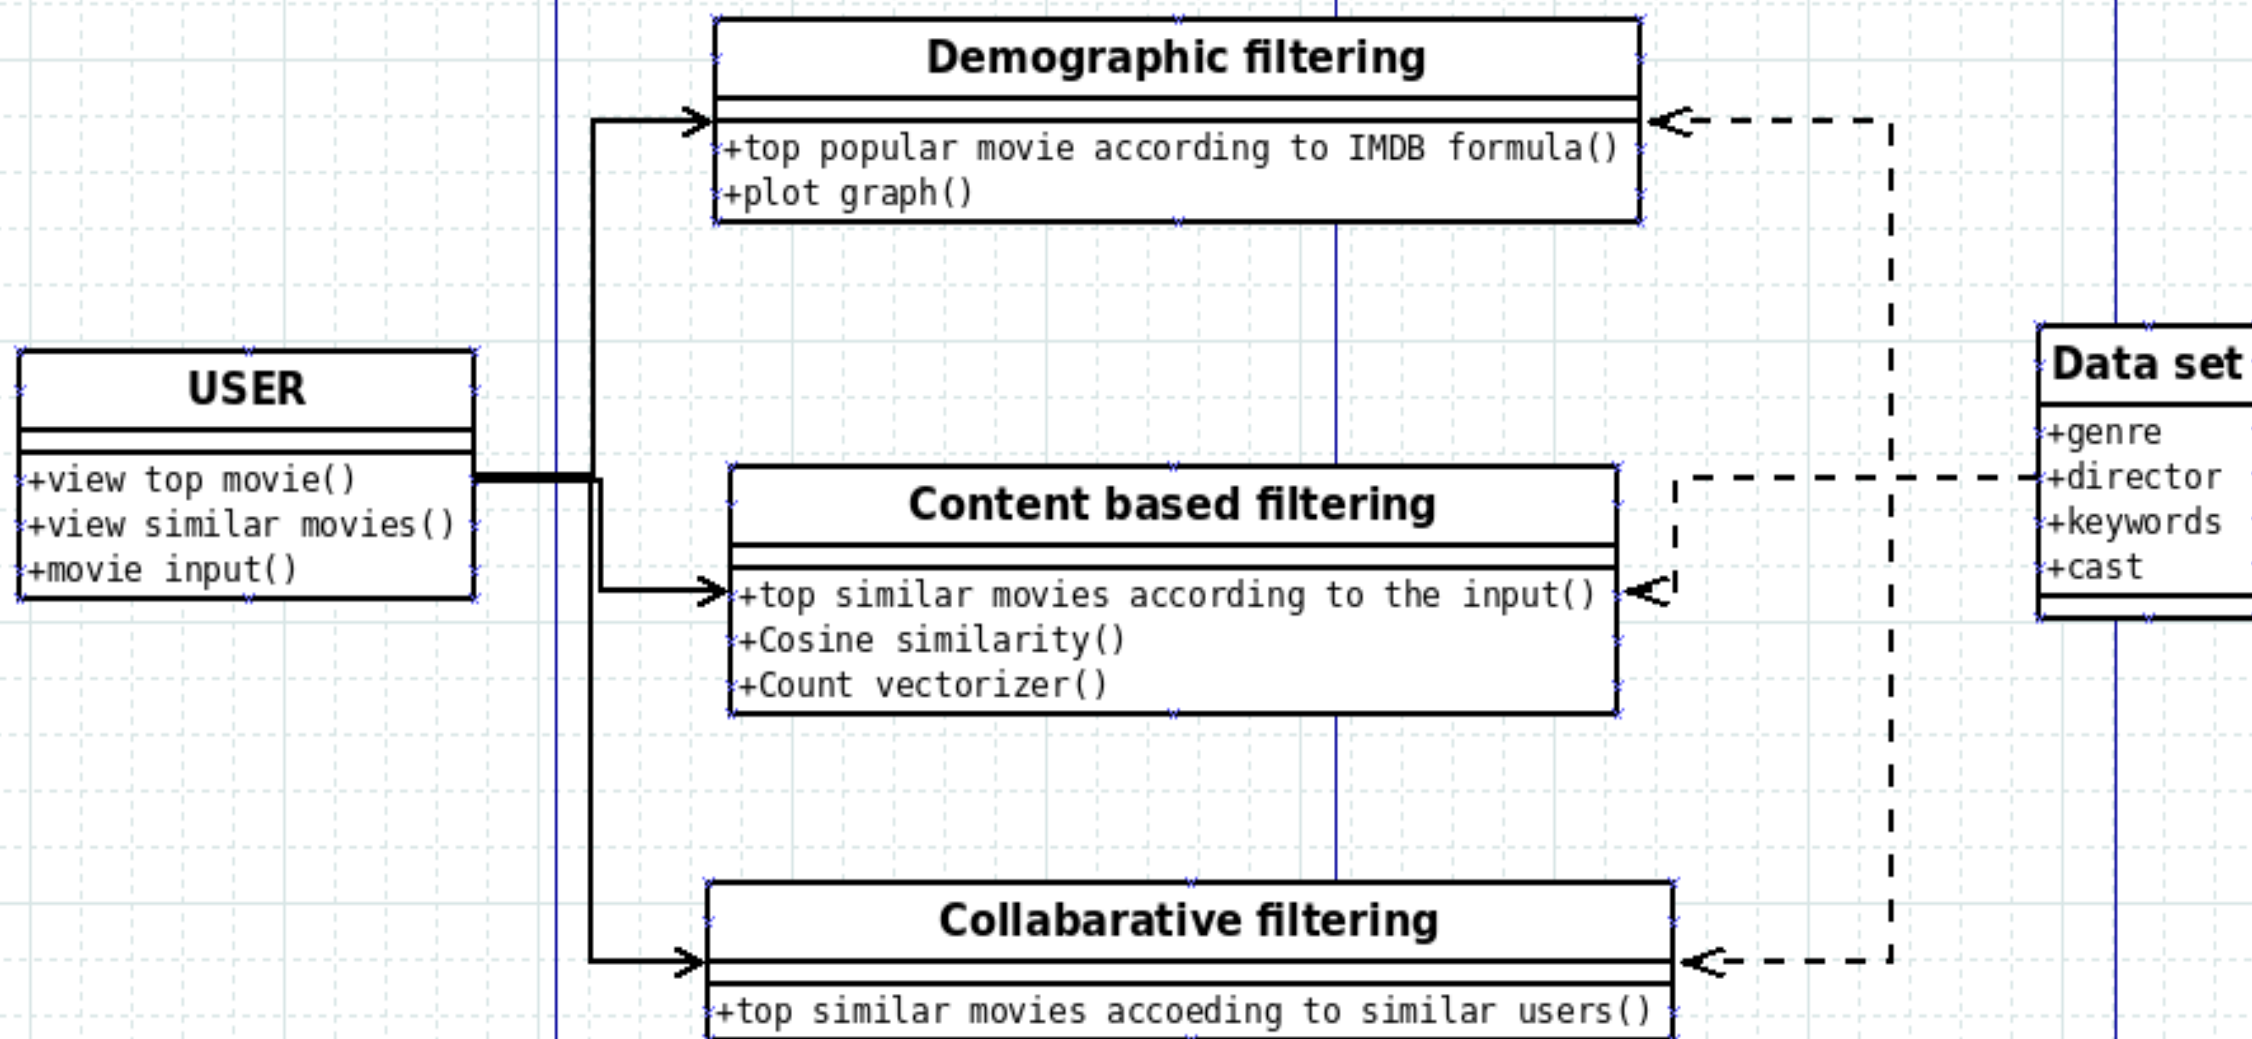 Demographic filtering
+top popular movie according to IMDB formula()
+plot graph()
USER
+view top movie()
+view similar movies()
+movie input()
Content based filtering
+top similar movies according to the input()
+Cosine similarity()
+Count vectorizer()
Data set
+genre
+director
+keywords
+cast
Collabarative filtering
+top similar movies accoeding to similar users()